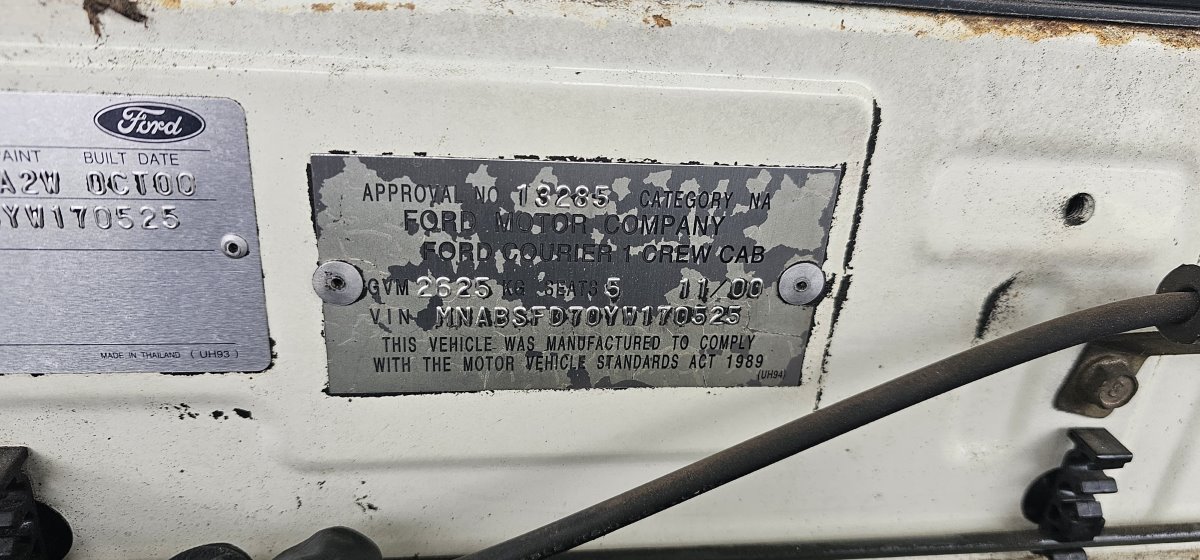 Ford
AINT BUILT DATE
A2W OCT00
YW170525
MADE IN THAILAND (UH93)
APPROVAL NO 13285 CATEGORY NA
FORD MOTOR COMPANY
FORD COURIER 1 CREW CAB
GVM 2625 KG SEATS 5 11/00
VIN MNABSFD70YW170525
THIS VEHICLE WAS MANUFACTURED TO COMPLY
WITH THE MOTOR VEHICLE STANDARDS ACT 1989
(UH94)